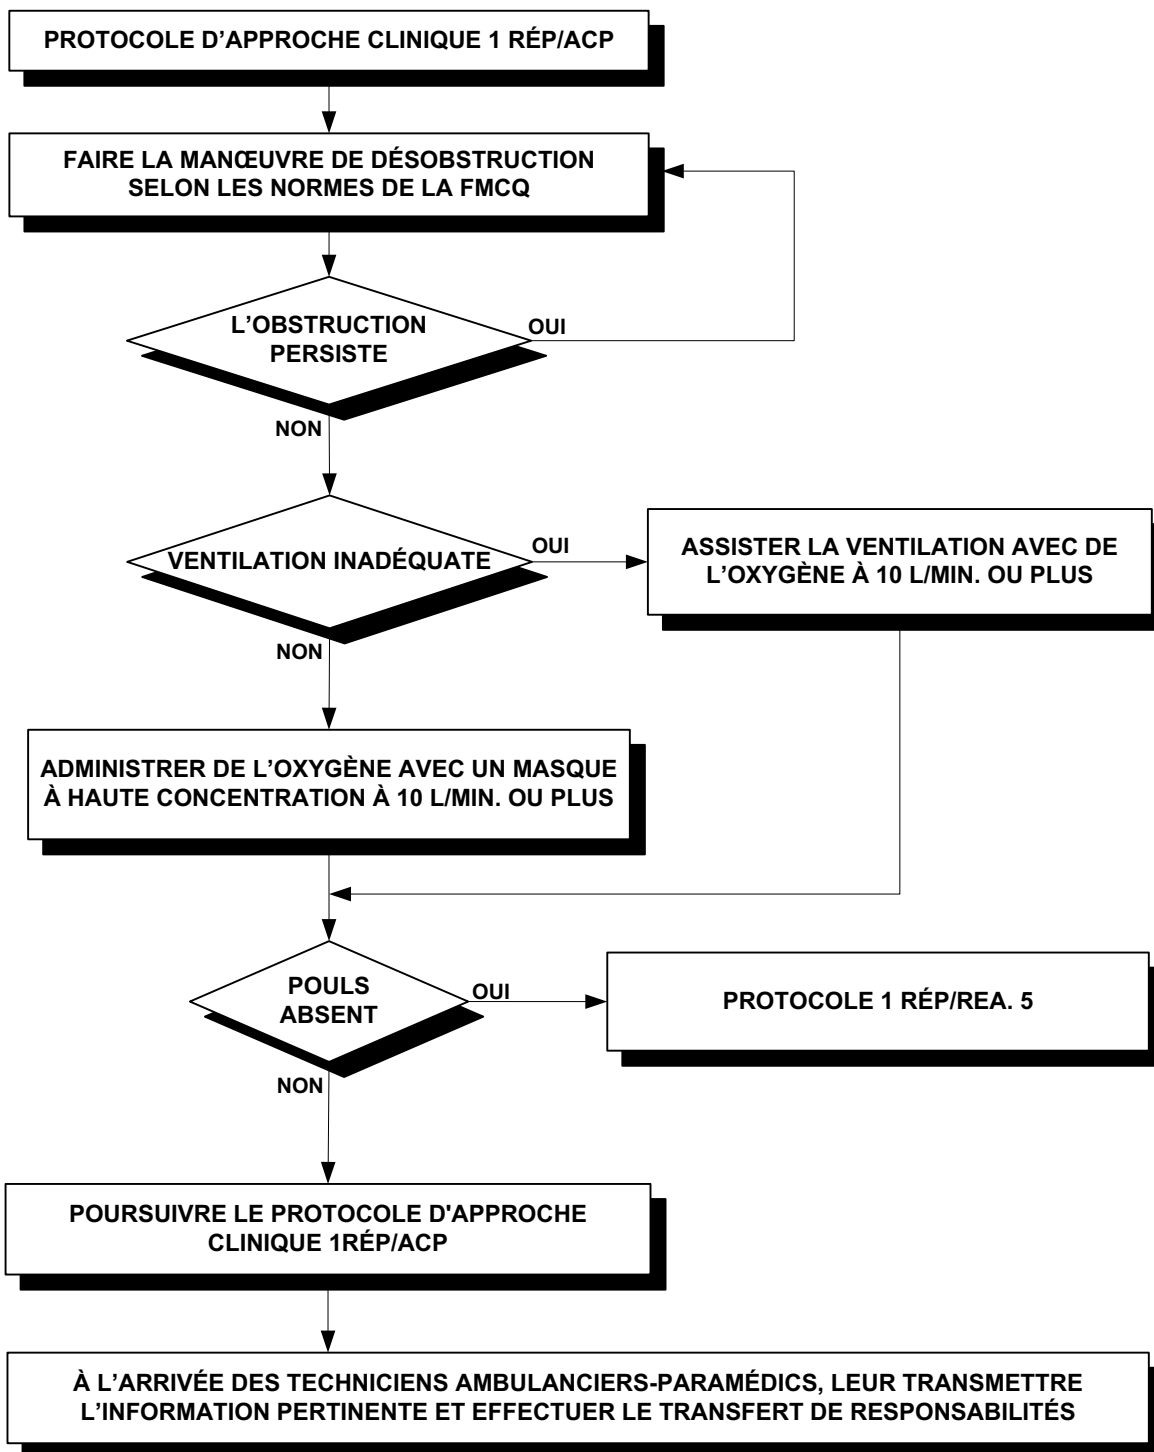 PROTOCOLE D’APPROCHE CLINIQUE 1 RÉP/ACP
FAIRE LA MANŒUVRE DE DÉSOBSTRUCTION
SELON LES NORMES DE LA FMCQ
L’OBSTRUCTION
PERSISTE
OUI
NON
VENTILATION INADÉQUATE
OUI
ASSISTER LA VENTILATION AVEC DE
L’OXYGÈNE À 10 L/MIN. OU PLUS
NON
ADMINISTRER DE L’OXYGÈNE AVEC UN MASQUE
À HAUTE CONCENTRATION À 10 L/MIN. OU PLUS
POULS
ABSENT
OUI
PROTOCOLE 1 RÉP/REA. 5
NON
POURSUIVRE LE PROTOCOLE D'APPROCHE
CLINIQUE 1RÉP/ACP
À L’ARRIVÉE DES TECHNICIENS AMBULANCIERS-PARAMÉDICS, LEUR TRANSMETTRE
L’INFORMATION PERTINENTE ET EFFECTUER LE TRANSFERT DE RESPONSABILITÉS